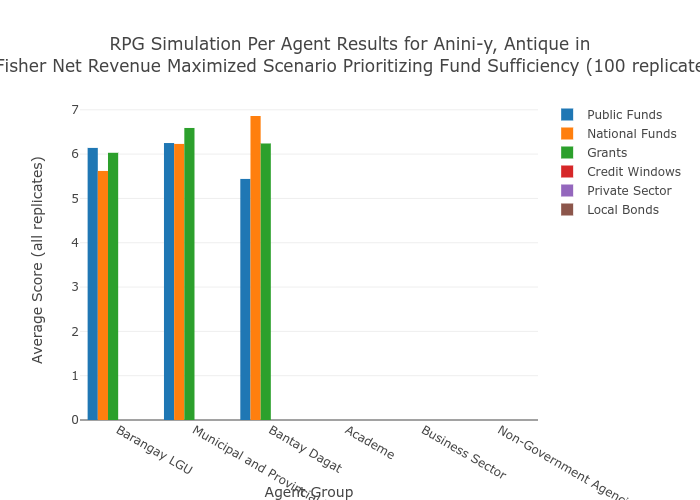 RPG Simulation Per Agent Results for Anini-y, Antique in
Fisher Net Revenue Maximized Scenario Prioritizing Fund Sufficiency (100 replicate
7
6
5
4
3
2
1
0
Average Score (all replicates)
Public Funds
National Funds
Grants
Credit Windows
Private Sector
Local Bonds
Barangay LGU
Municipal and
Bantay Dagat
Academe
Business Sector
Non-Government
Agent Group